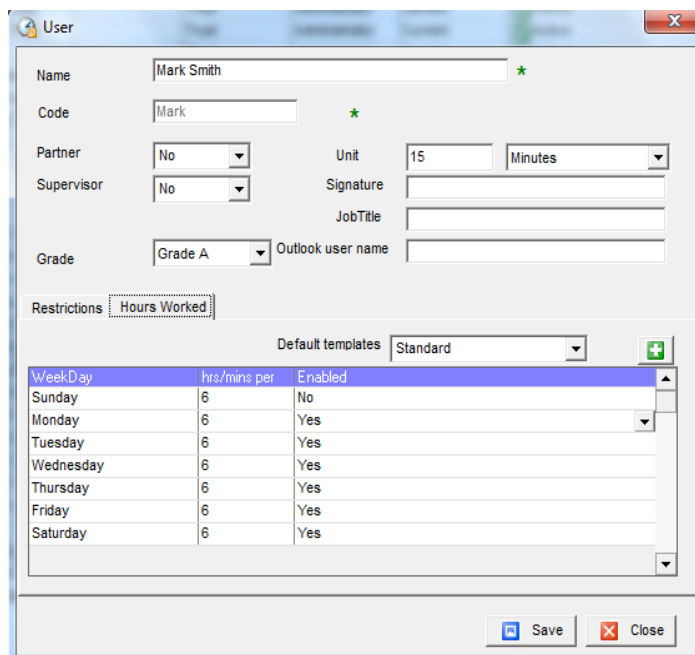 User
Name Mark Smith *
Code Mark *
Partner No Unit 15 Minutes
Supervisor No Signature
JobTitle
Grade Grade A Outlook user name
Restrictions Hours Worked
Default templates Standard
WeekDay hrs/mins per Enabled
Sunday 6 No
Monday 6 Yes
Tuesday 6 Yes
Wednesday 6 Yes
Thursday 6 Yes
Friday 6 Yes
Saturday 6 Yes
Save Close